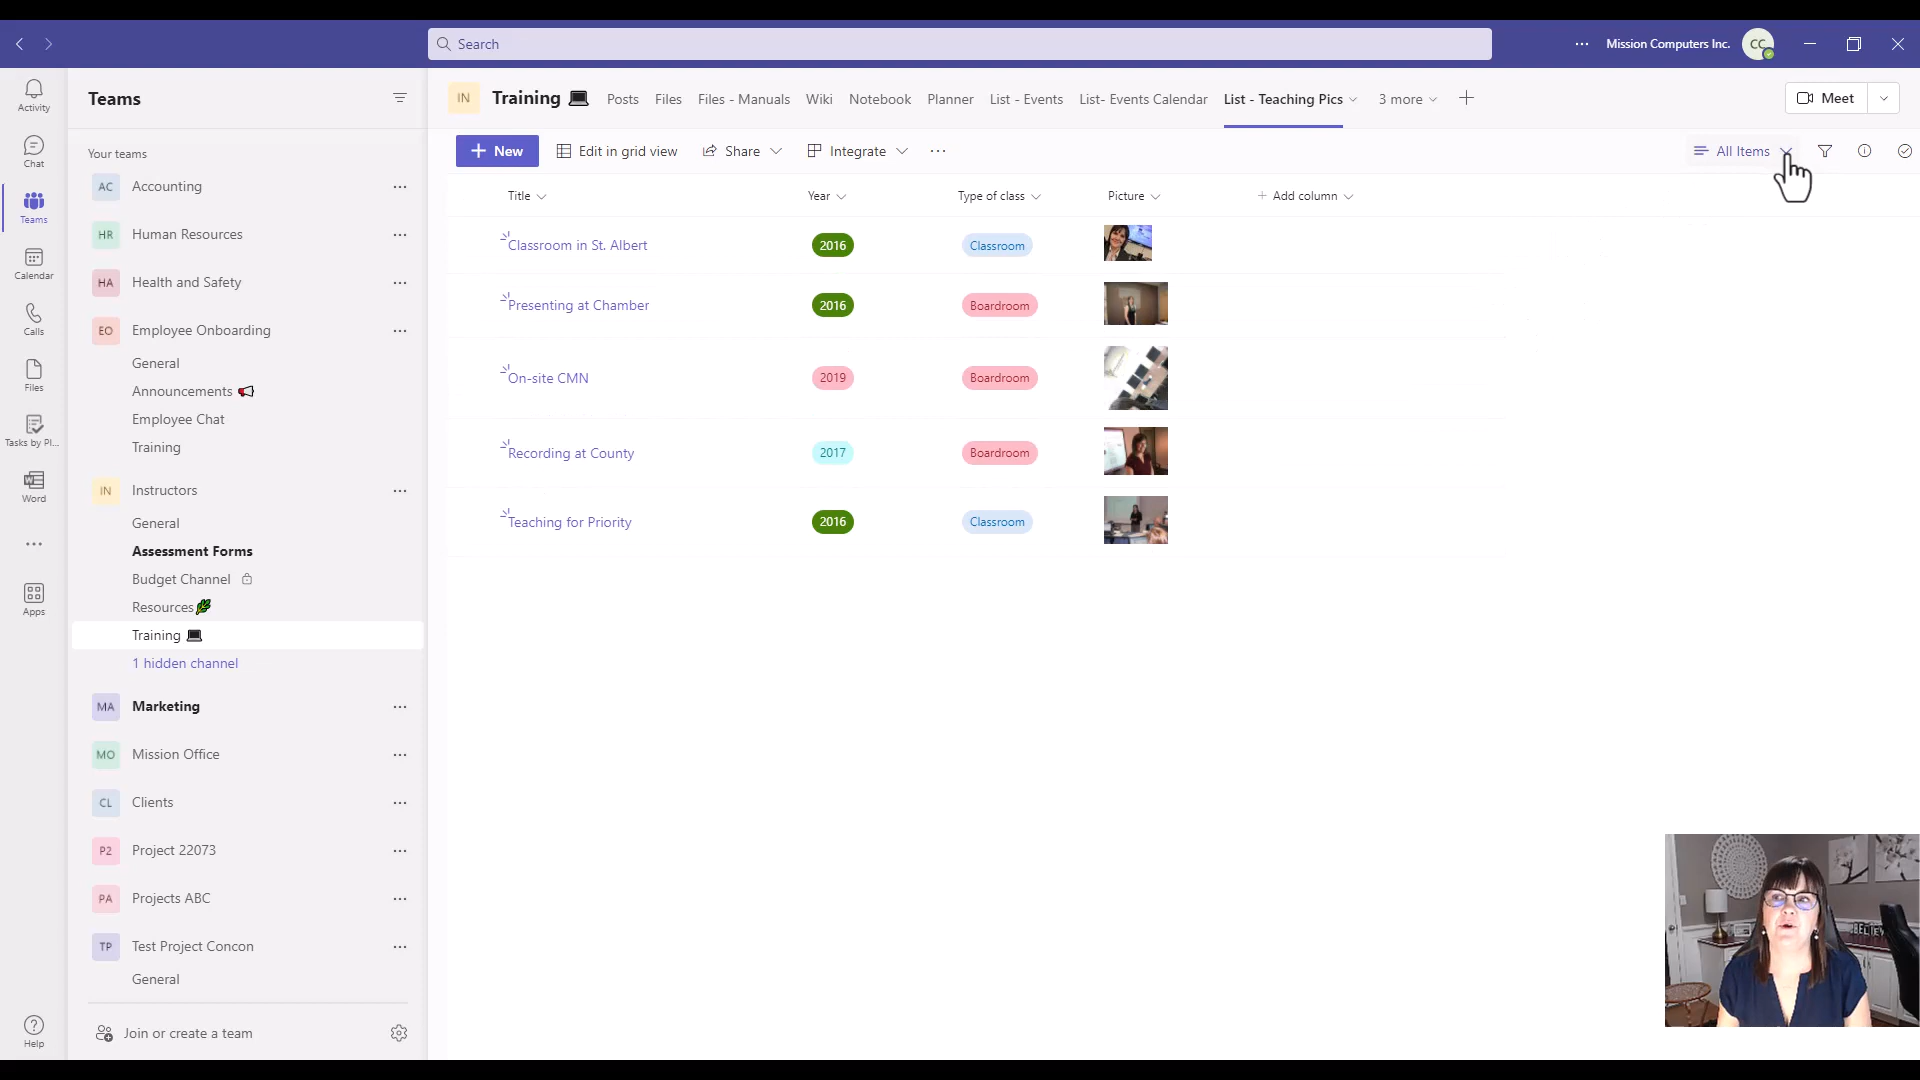 Search
Mission Computers Inc.
CC
Activity
Chat
Teams
Calendar
Calls
Files
Tasks by Pl...
Word
Apps
Help
Teams
Your teams
AC Accounting
HR Human Resources
HA Health and Safety
EO Employee Onboarding
General
Announcements
Employee Chat
Training
IN Instructors
General
Assessment Forms
Budget Channel
Resources
Training
1 hidden channel
MA Marketing
MO Mission Office
CL Clients
P2 Project 22073
PA Projects ABC
TP Test Project Concon
General
Join or create a team
IN Training Posts Files Files - Manuals Wiki Notebook Planner List - Events List- Events Calendar List - Teaching Pics 3 more Meet
New Edit in grid view Share Integrate All Items
Title Year Type of class Picture Add column
Classroom in St. Albert 2016 Classroom
Presenting at Chamber 2016 Boardroom
On-site CMN 2019 Boardroom
Recording at County 2017 Boardroom
Teaching for Priority 2016 Classroom
BELIEVE